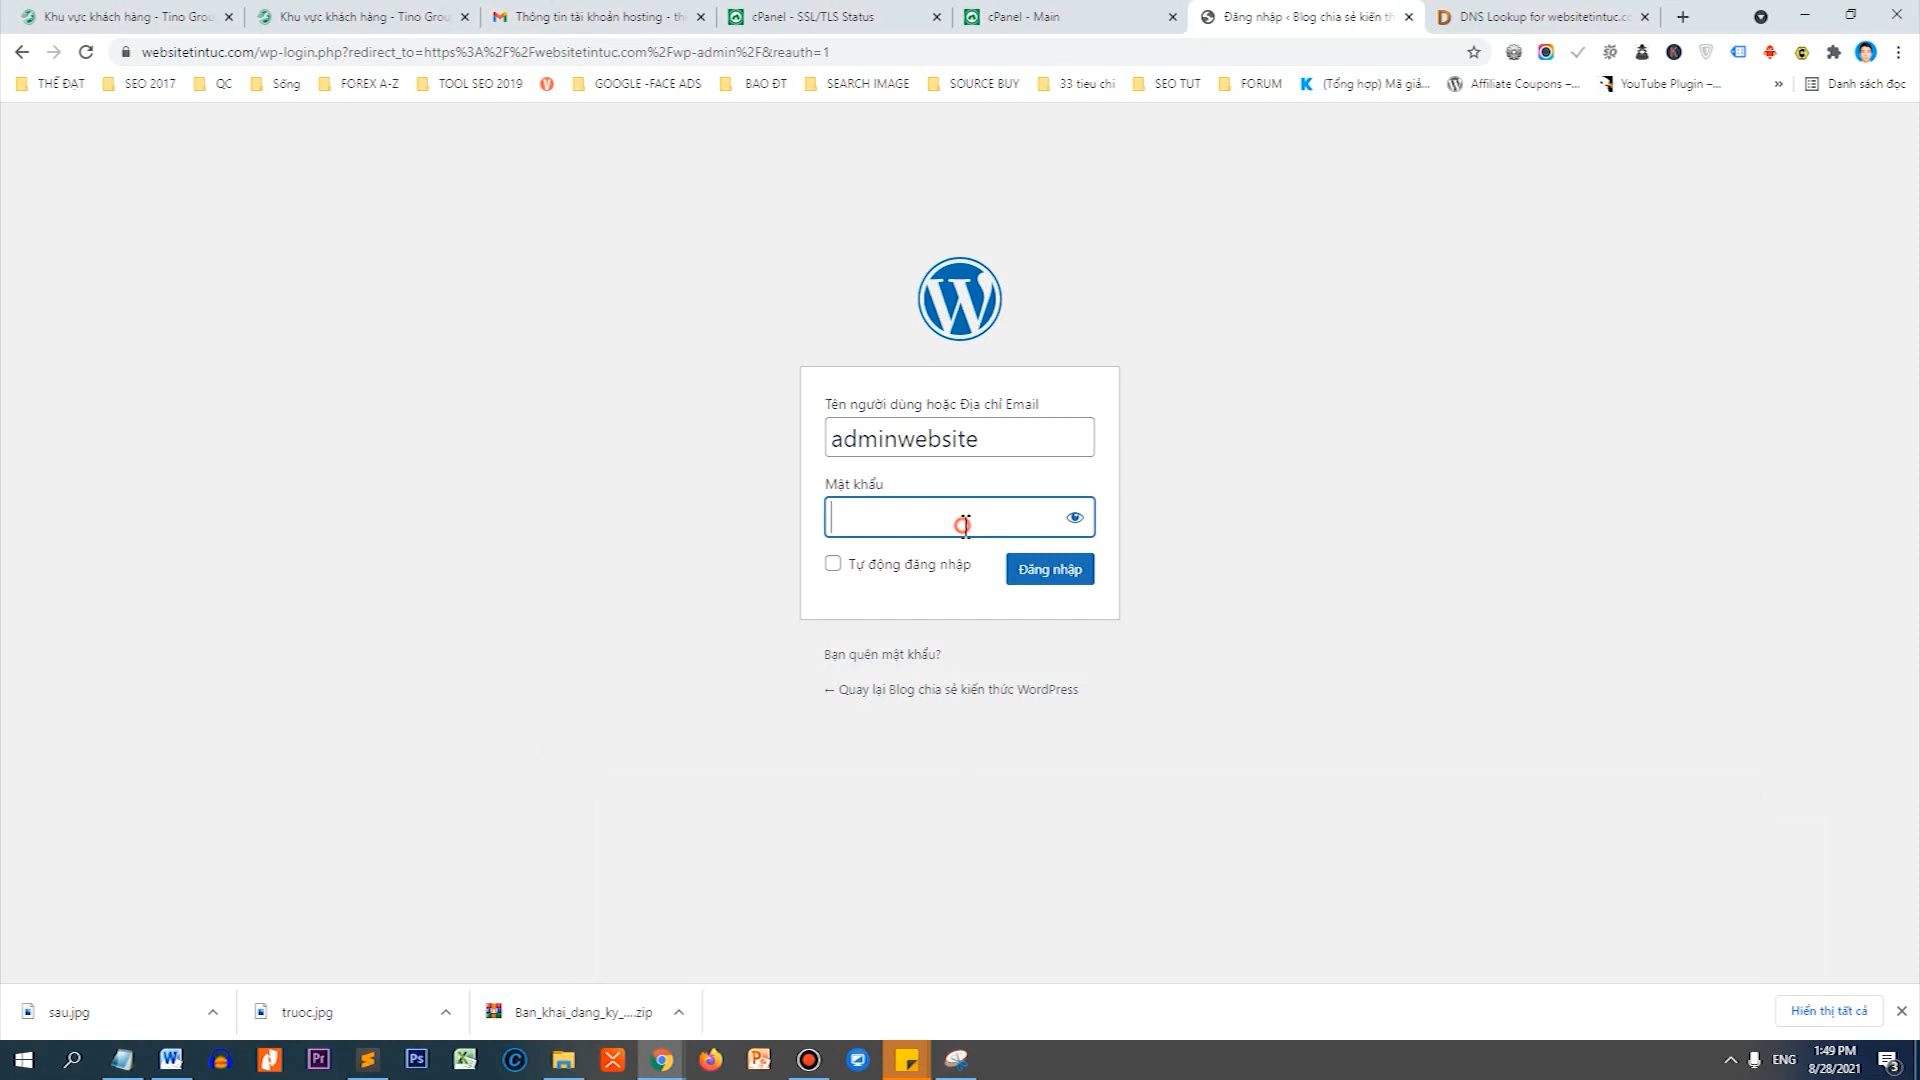 Khu vực khách hàng - Tino Grou
Khu vực khách hàng - Tino Grou
Thông tin tài khoản hosting - th
cPanel - SSL/TLS Status
cPanel - Main
Đăng nhập ‹ Blog chia sẻ kiến th
DNS Lookup for websitetintuc.co
websitetintuc.com/wp-login.php?redirect_to=https%3A%2F%2Fwebsitetintuc.com%2Fwp-admin%2F&reauth=1
THẾ ĐẠT
SEO 2017
QC
Sống
FOREX A-Z
TOOL SEO 2019
GOOGLE -FACE ADS
BAO ĐT
SEARCH IMAGE
SOURCE BUY
33 tieu chi
SEO TUT
FORUM
(Tổng hợp) Mã giả...
Affiliate Coupons –...
YouTube Plugin –...
»
Danh sách đọc
Tên người dùng hoặc Địa chỉ Email
adminwebsite
Mật khẩu
Tự động đăng nhập
Đăng nhập
Bạn quên mật khẩu?
← Quay lại Blog chia sẻ kiến thức WordPress
sau.jpg
truoc.jpg
Ban_khai_dang_ky_....zip
Hiển thị tất cả
ENG
1:49 PM
8/28/2021
3